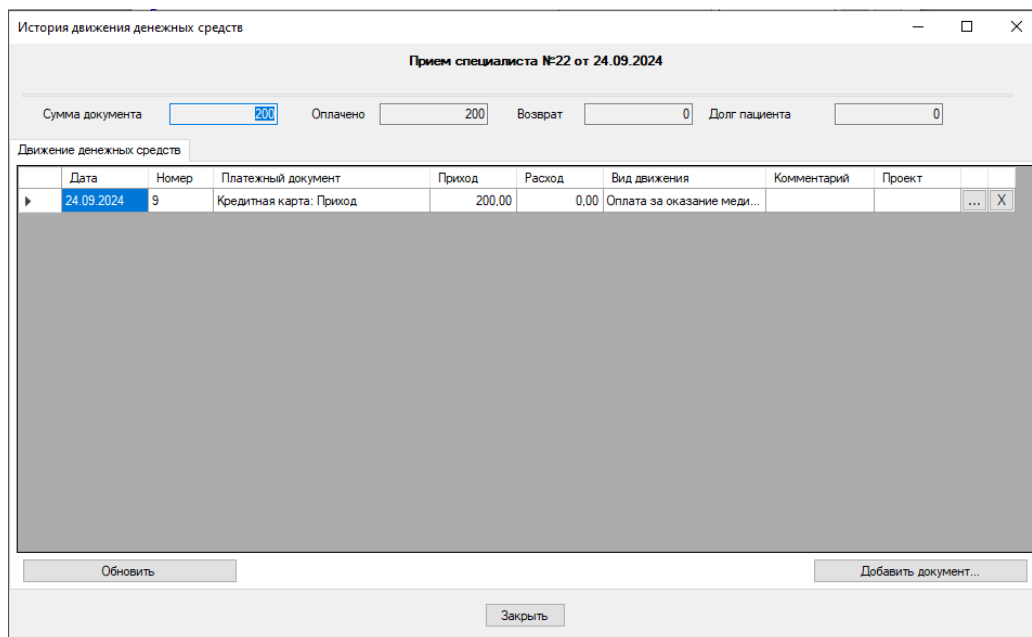 История движения денежных средств
Прием специалиста №22 от 24.09.2024
Сумма документа 200 Оплачено 200 Возврат 0 Долг пациента 0
Движение денежных средств
Дата Номер Платежный документ Приход Расход Вид движения Комментарий Проект
24.09.2024 9 Кредитная карта: Приход 200,00 0,00 Оплата за оказание меди... ... X
Обновить Добавить документ...
Закрыть